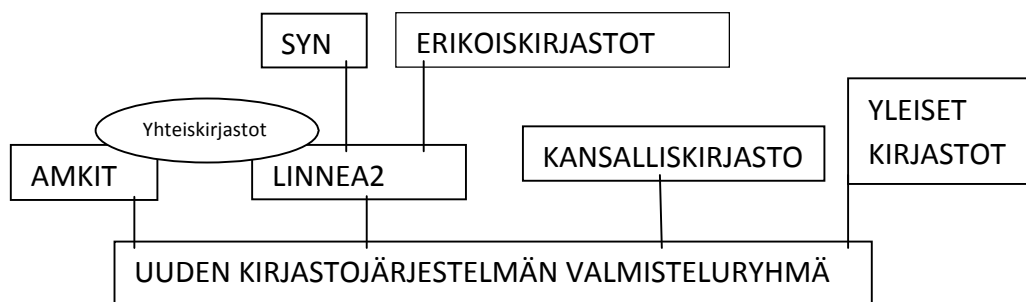 SYN
ERIKOISKIRJASTOT
YLEISET
KIRJASTOT
Yhteiskirjastot
AMKIT
LINNEA2
KANSALLISKIRJASTO
UUDEN KIRJASTOJÄRJESTELMÄN VALMISTELURYHMÄ